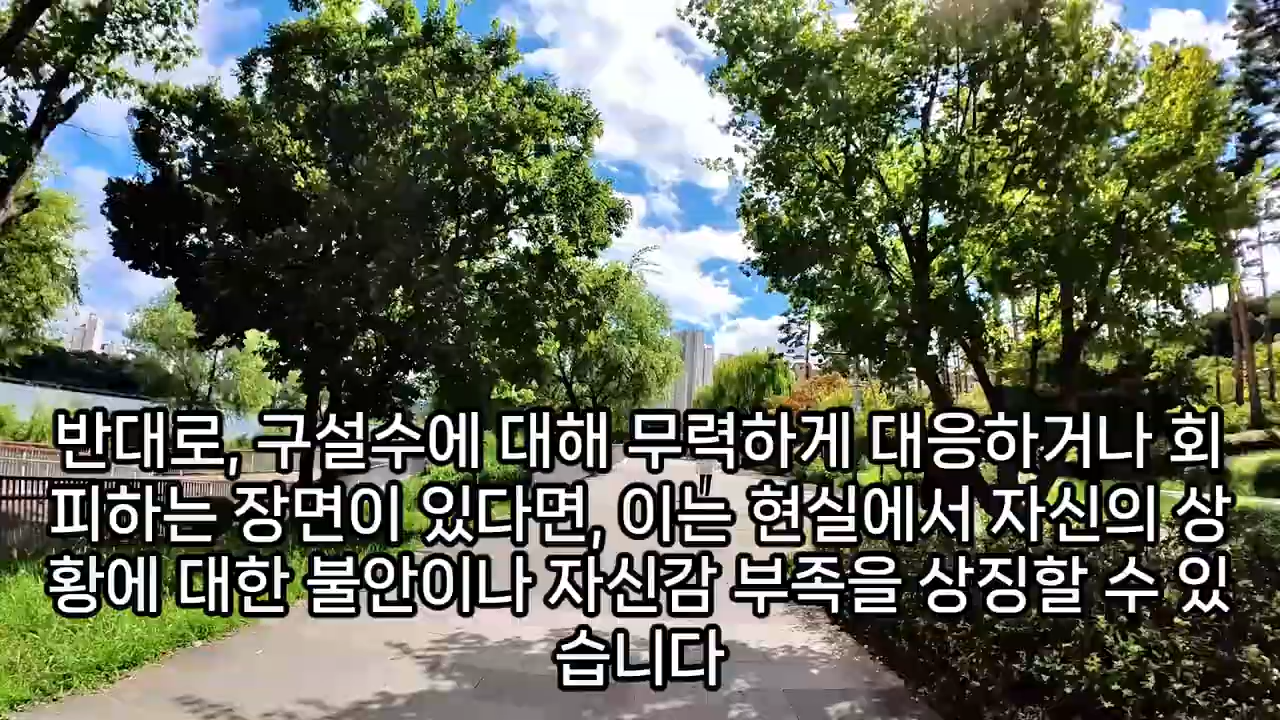 반대로, 구설수에 대해 무력하게 대응하거나 회
피하는 장면이 있다면, 이는 현실에서 자신의 상
황에 대한 불안이나 자신감 부족을 상징할 수 있
습니다